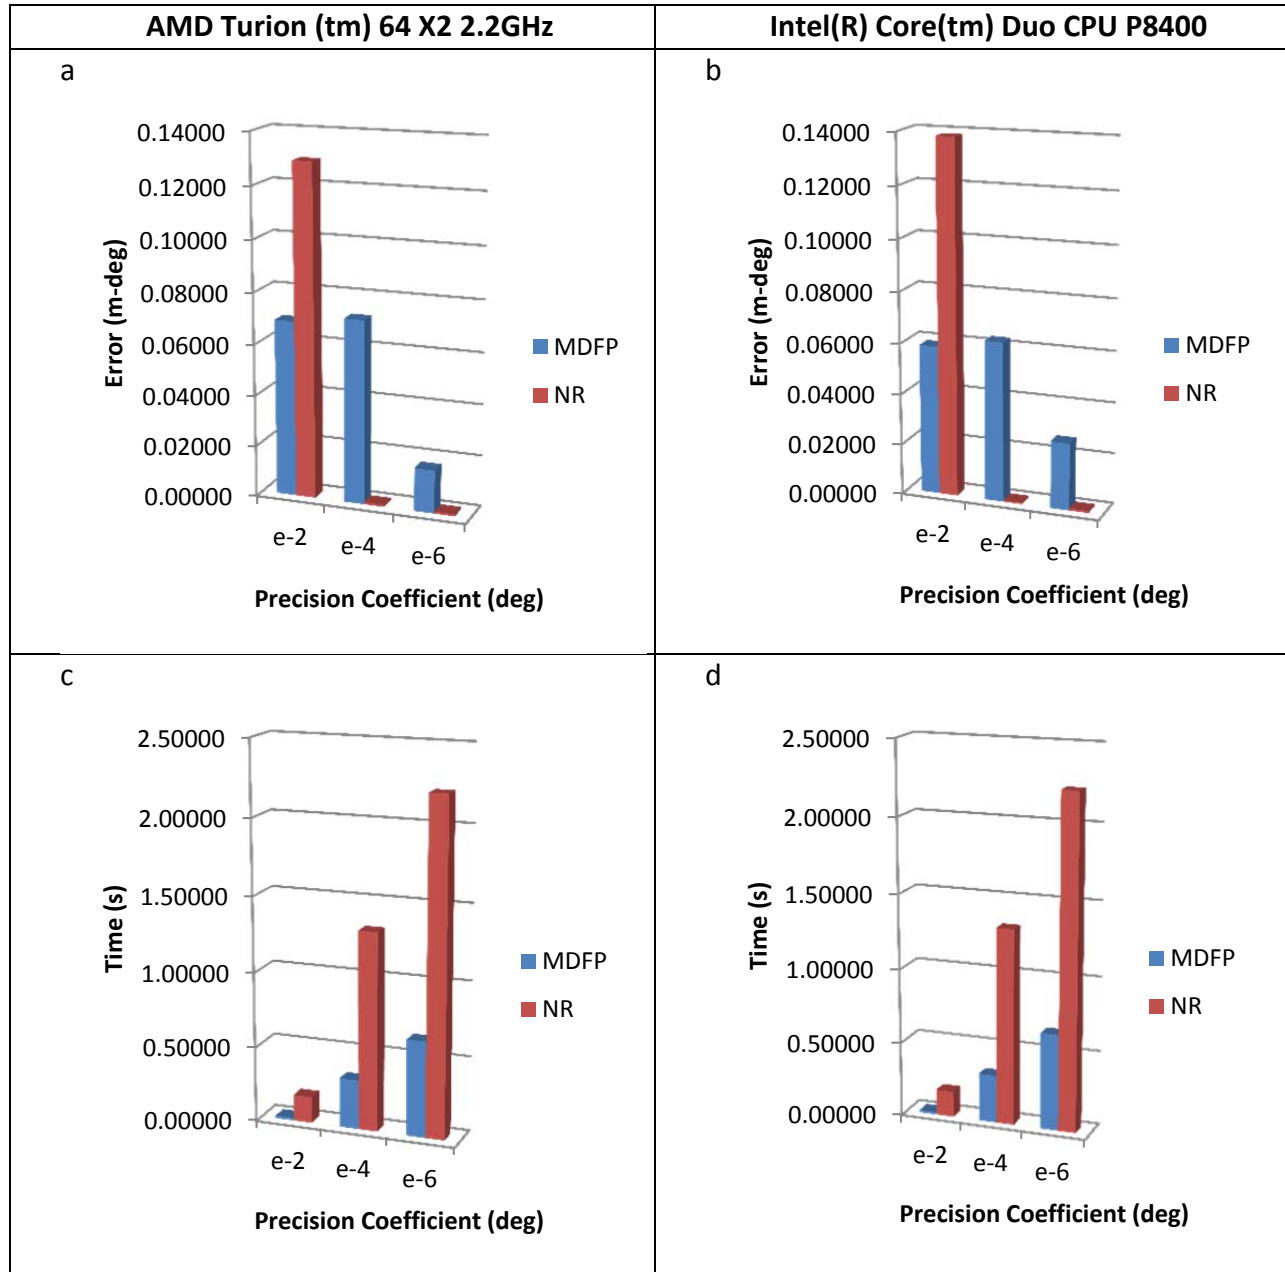 AMD Turion (tm) 64 X2 2.2GHz
Intel(R) Core(tm) Duo CPU P8400
a
0.14000
0.12000
0.10000
0.08000
0.06000
0.04000
0.02000
0.00000
Error (m-deg)
e-2
e-4
e-6
Precision Coefficient (deg)
MDFP
NR
b
0.14000
0.12000
0.10000
0.08000
0.06000
0.04000
0.02000
0.00000
Error (m-deg)
e-2
e-4
e-6
Precision Coefficient (deg)
MDFP
NR
c
2.50000
2.00000
1.50000
1.00000
0.50000
0.00000
Time (s)
e-2
e-4
e-6
Precision Coefficient (deg)
MDFP
NR
d
2.50000
2.00000
1.50000
1.00000
0.50000
0.00000
Time (s)
e-2
e-4
e-6
Precision Coefficient (deg)
MDFP
NR